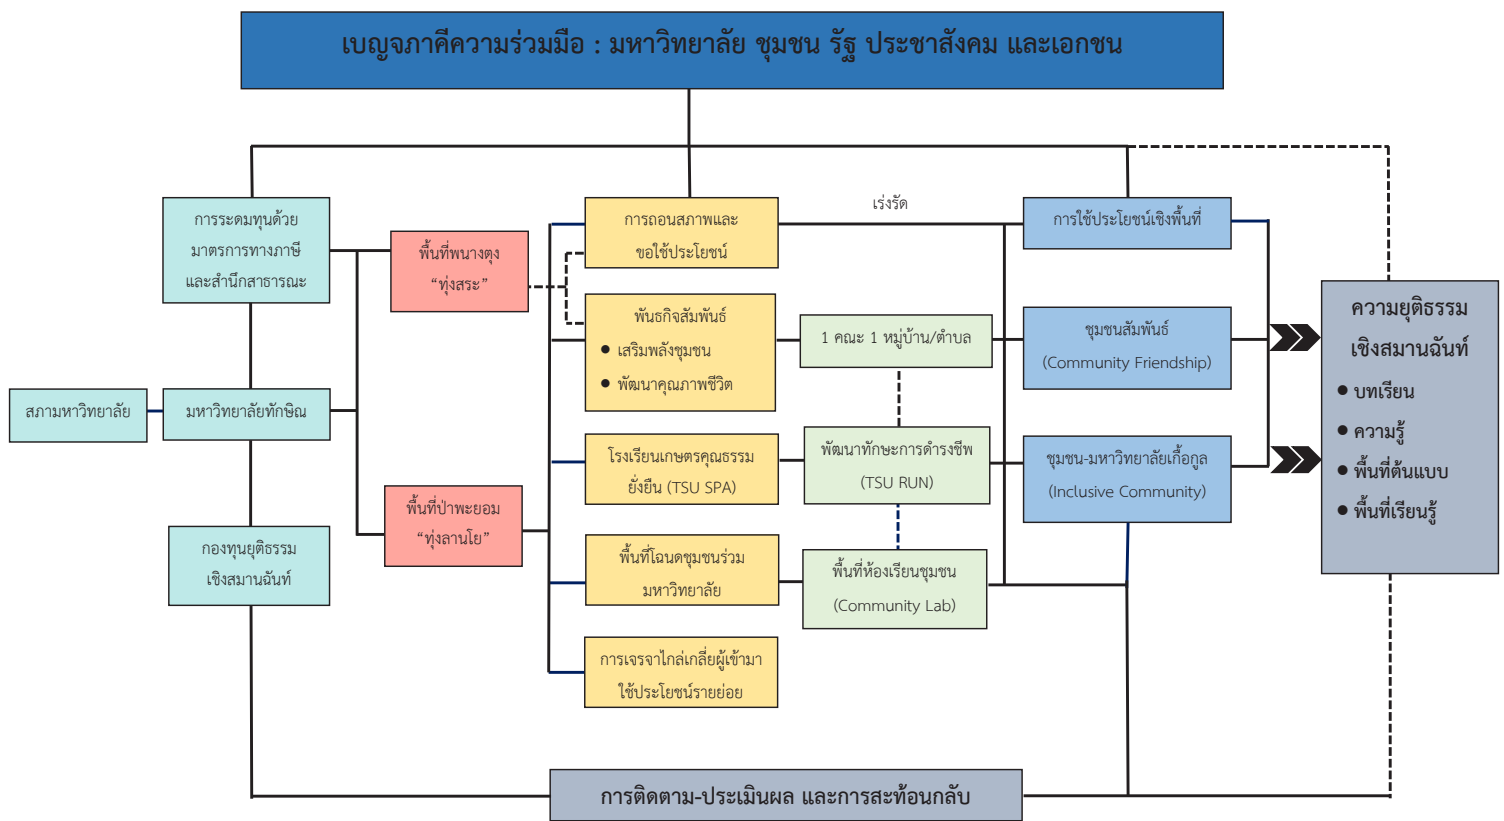 เบญจภาคีความร่วมมือ : มหาวิทยาลัย ชุมชน รัฐ ประชาสังคม และเอกชน
สภามหาวิทยาลัย
การระดมทุนด้วย
มาตรการทางภาษี
และสำนึกสาธารณะ
มหาวิทยาลัยทักษิณ
กองทุนยุติธรรม
เชิงสมานฉันท์
พื้นที่พนางตุง
“ทุ่งสระ”
พื้นที่ป่าพะยอม
“ทุ่งลานโย”
การถอนสภาพและ
ขอใช้ประโยชน์
พันธกิจสัมพันธ์
● เสริมพลังชุมชน
● พัฒนาคุณภาพชีวิต
โรงเรียนเกษตรคุณธรรม
ยั่งยืน (TSU SPA)
พื้นที่โฉนดชุมชนร่วม
มหาวิทยาลัย
การเจรจาไกล่เกลี่ยผู้เข้ามา
ใช้ประโยชน์รายย่อย
เร่งรัด
1 คณะ 1 หมู่บ้าน/ตำบล
พัฒนาทักษะการดำรงชีพ
(TSU RUN)
พื้นที่ห้องเรียนชุมชน
(Community Lab)
การใช้ประโยชน์เชิงพื้นที่
ชุมชนสัมพันธ์
(Community Friendship)
ชุมชน-มหาวิทยาลัยเกื้อกูล
(Inclusive Community)
ความยุติธรรม
เชิงสมานฉันท์
● บทเรียน
● ความรู้
● พื้นที่ต้นแบบ
● พื้นที่เรียนรู้
การติดตาม-ประเมินผล และการสะท้อนกลับ